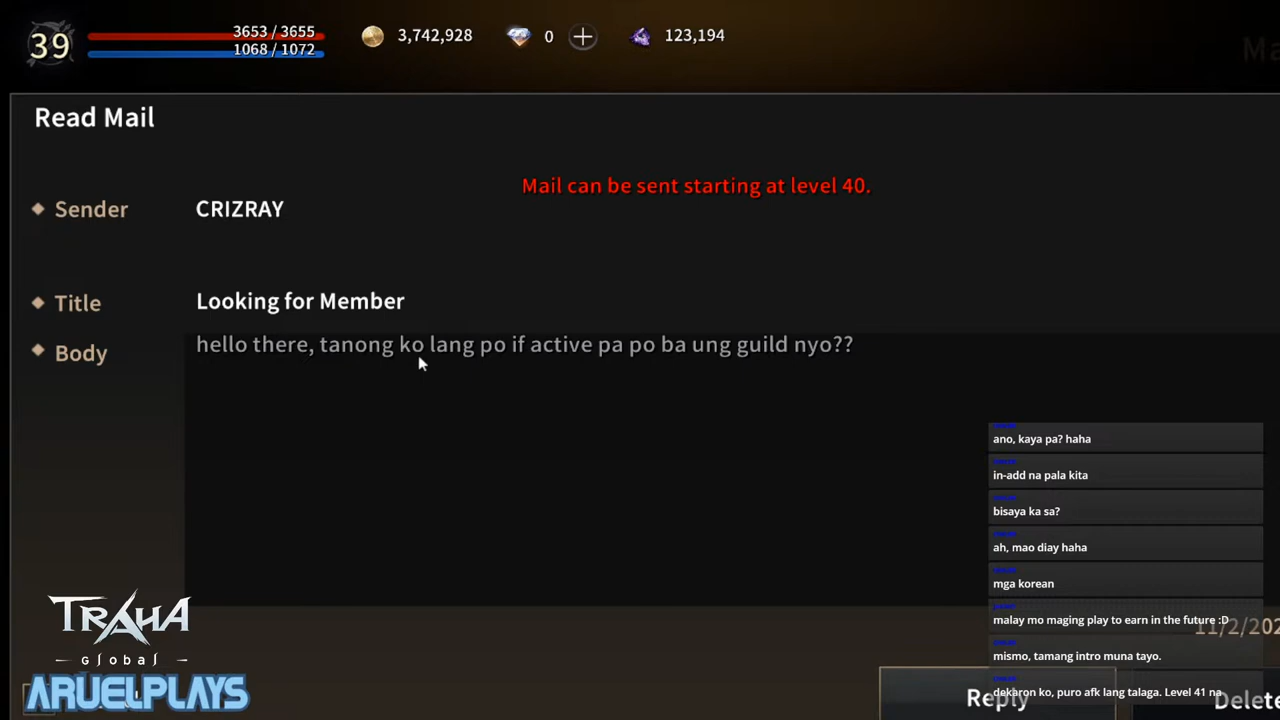 39
3653 / 3655
1068 / 1072
3,742,928
0
123,194
Read Mail
Mail can be sent starting at level 40.
Sender
CRIZRAY
Title
Looking for Member
Body
hello there, tanong ko lang po if active pa po ba ung guild nyo??
ano, kaya pa? haha
in-add na pala kita
bisaya ka sa?
ah, mao diay haha
mga korean
malay mo maging play to earn in the future :D
mismo, tamang intro muna tayo.
dekaron ko, puro afk lang talaga. Level 41 na
Reply
Delete
TRAHA
Global
ARUELPLAYS